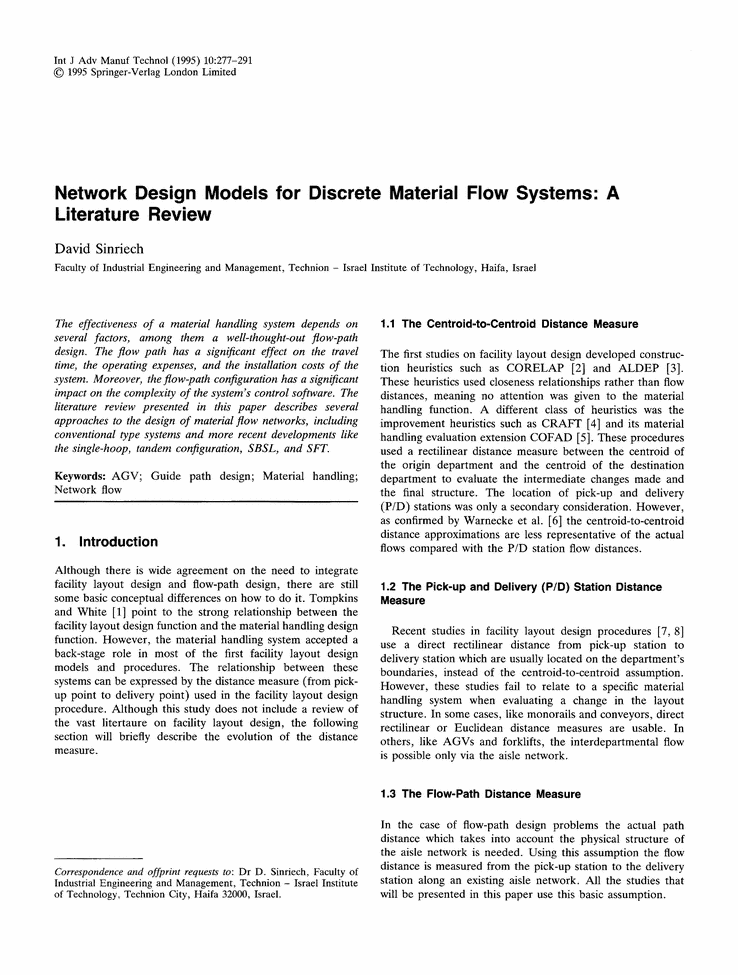 Int J Adv Manuf Technol (1995) 10:277–291
© 1995 Springer-Verlag London Limited
Network Design Models for Discrete Material Flow Systems: A
Literature Review
David Sinriech
Faculty of Industrial Engineering and Management, Technion – Israel Institute of Technology, Haifa, Israel
The effectiveness of a material handling system depends on
several factors, among them a well-thought-out flow-path
design. The flow path has a significant effect on the travel
time, the operating expenses, and the installation costs of the
system. Moreover, the flow-path configuration has a significant
impact on the complexity of the system's control software. The
literature review presented in this paper describes several
approaches to the design of material flow networks, including
conventional type systems and more recent developments like
the single-hoop, tandem configuration, SBSL, and SFT.
Keywords: AGV; Guide path design; Material handling;
Network flow
1. Introduction
Although there is wide agreement on the need to integrate
facility layout design and flow-path design, there are still
some basic conceptual differences on how to do it. Tompkins
and White [1] point to the strong relationship between the
facility layout design function and the material handling design
function. However, the material handling system accepted a
back-stage role in most of the first facility layout design
models and procedures. The relationship between these
systems can be expressed by the distance measure (from pick-
up point to delivery point) used in the facility layout design
procedure. Although this study does not include a review of
the vast litertaure on facility layout design, the following
section will briefly describe the evolution of the distance
measure.
Correspondence and offprint requests to: Dr D. Sinriech, Faculty of
Industrial Engineering and Management, Technion – Israel Institute
of Technology, Technion City, Haifa 32000, Israel.
1.1 The Centroid-to-Centroid Distance Measure
The first studies on facility layout design developed construc-
tion heuristics such as CORELAP [2] and ALDEP [3].
These heuristics used closeness relationships rather than flow
distances, meaning no attention was given to the material
handling function. A different class of heuristics was the
improvement heuristics such as CRAFT [4] and its material
handling evaluation extension COFAD [5]. These procedures
used a rectilinear distance measure between the centroid of
the origin department and the centroid of the destination
department to evaluate the intermediate changes made and
the final structure. The location of pick-up and delivery
(P/D) stations was only a secondary consideration. However,
as confirmed by Warnecke et al. [6] the centroid-to-centroid
distance approximations are less representative of the actual
flows compared with the P/D station flow distances.
1.2 The Pick-up and Delivery (P/D) Station Distance
Measure
Recent studies in facility layout design procedures [7, 8]
use a direct rectilinear distance from pick-up station to
delivery station which are usually located on the department's
boundaries, instead of the centroid-to-centroid assumption.
However, these studies fail to relate to a specific material
handling system when evaluating a change in the layout
structure. In some cases, like monorails and conveyors, direct
rectilinear or Euclidean distance measures are usable. In
others, like AGVs and forklifts, the interdepartmental flow
is possible only via the aisle network.
1.3 The Flow-Path Distance Measure
In the case of flow-path design problems the actual path
distance which takes into account the physical structure of
the aisle network is needed. Using this assumption the flow
distance is measured from the pick-up station to the delivery
station along an existing aisle network. All the studies that
will be presented in this paper use this basic assumption.